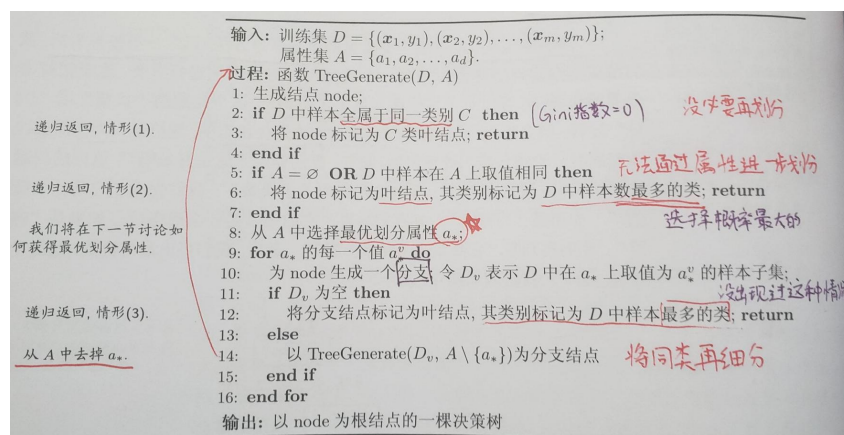 输入: 训练集 D = {(x₁, y₁), (x₂, y₂), . . . , (xₘ, yₘ)};
属性集 A = {a₁, a₂, . . . , a_d}.
过程: 函数 TreeGenerate(D, A)
1: 生成结点 node;
2: if D 中样本全属于同一类别 C then (Gini指数=0) 没必要再划份
递归返回, 情形(1).
3: 将 node 标记为 C 类叶结点; return
4: end if
5: if A = ∅ OR D 中样本在 A 上取值相同 then 无法通过属性进一步划份
递归返回, 情形(2).
6: 将 node 标记为叶结点, 其类别标记为 D 中样本数最多的类; return
7: end if 选择概率最大的
我们将在下一节讨论如
何获得最优划分属性.
8: 从 A 中选择最优划分属性 a*;
9: for a* 的每一个值 a*ᵛ do
10: 为 node 生成一个分支; 令 Dᵥ 表示 D 中在 a* 上取值为 a*ᵛ 的样本子集;
11: if Dᵥ 为空 then 没出现过这种情
递归返回, 情形(3).
12: 将分支结点标记为叶结点, 其类别标记为 D 中样本最多的类; return
13: else
从 A 中去掉 a*.
14: 以 TreeGenerate(Dᵥ, A \ {a*})为分支结点 将同类再细分
15: end if
16: end for
输出: 以 node 为根结点的一棵决策树